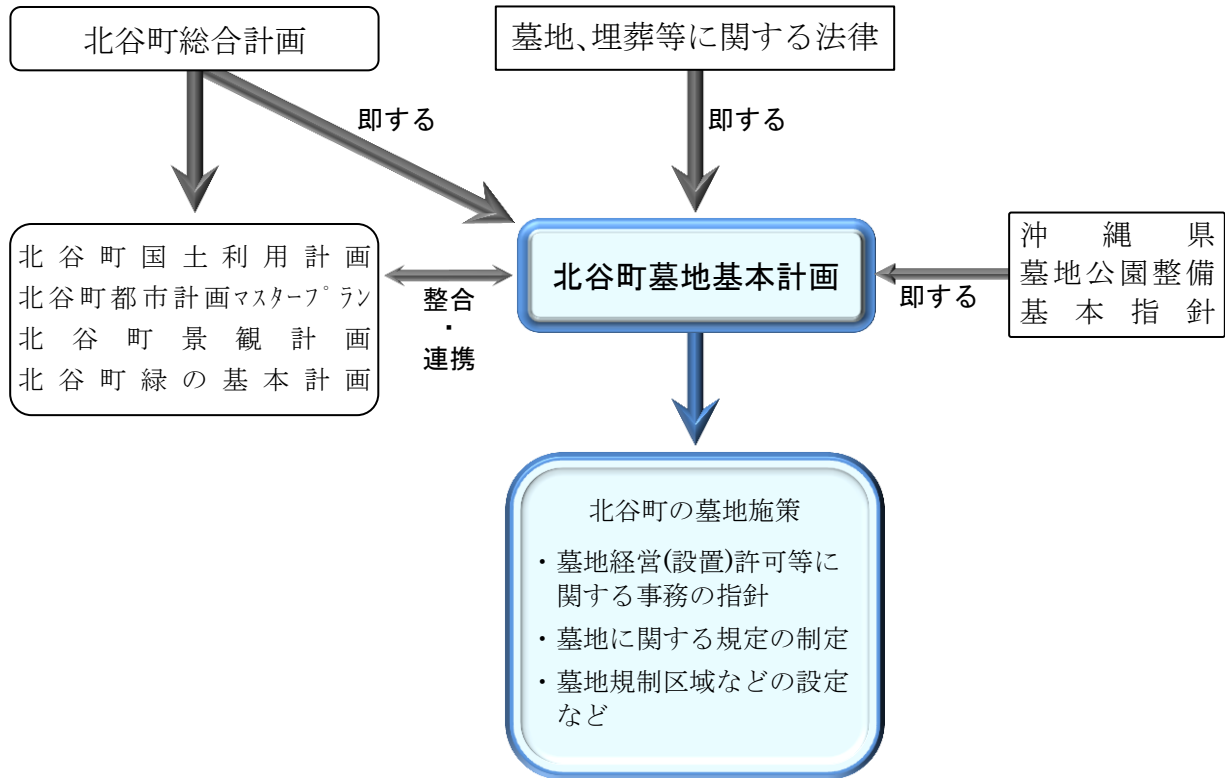 北谷町総合計画
墓地、埋葬等に関する法律
即する
即する
北谷町国土利用計画
北谷町都市計画マスタープラン
北谷町景観計画
北谷町緑の基本計画
整合
・
連携
北谷町墓地基本計画
即する
沖縄県
墓地公園整備
基本指針
北谷町の墓地施策
・墓地経営(設置)許可等に
関する事務の指針
・墓地に関する規定の制定
・墓地規制区域などの設定
など